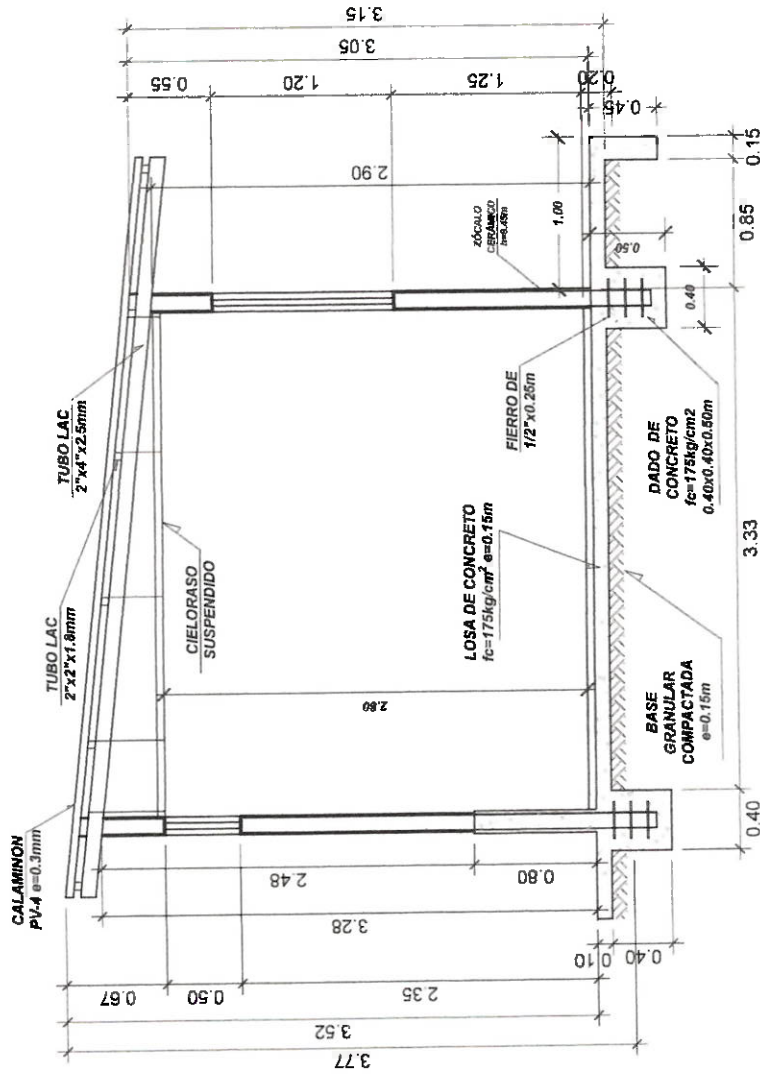 CALAMINON
PV-4 e=0.3mm
TUBO LAC
2"x2"x1.8mm
TUBO LAC
2"x4"x2.5mm
CIELORASO
SUSPENDIDO
ZÓCALO
CERÁMICO
h=0.45m
FIERRO DE
1/2"x0.25m
LOSA DE CONCRETO
fc=175kg/cm² e=0.15m
BASE
GRANULAR
COMPACTADA
e=0.15m
DADO DE
CONCRETO
fc=175kg/cm2
0.40x0.40x0.50m
3.77
3.52
0.67
0.50
2.35
3.28
2.48
0.80
0.10
0.40
2.80
2.90
1.00
0.50
0.40
0.55
1.20
1.25
0.20
0.45
3.05
3.15
0.40
3.33
0.85
0.15